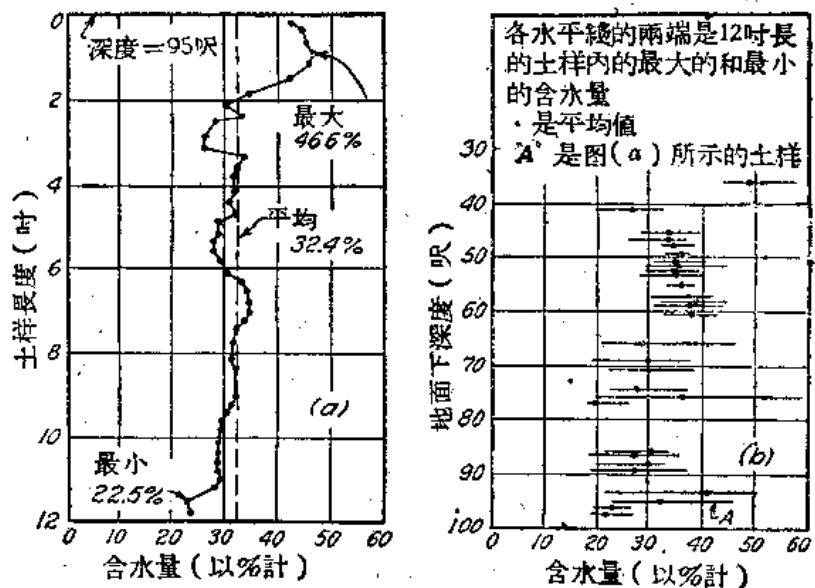 0
2
4
6
8
10
12
土样長度(吋)
深度=95呎
最大
46.6%
平均
32.4%
(a)
最小
22.5%
0 10 20 30 40 50 60
含水量(以%計)
各水平綫的兩端是12吋長
的土样內的最大的和最小
的含水量
·是平均值
"A"是图(a)所示的土样
30
40
50
60
70
80
90
100
地面下深度(呎)
(b)
A
0 10 20 30 40 50 60
含水量(以%計)